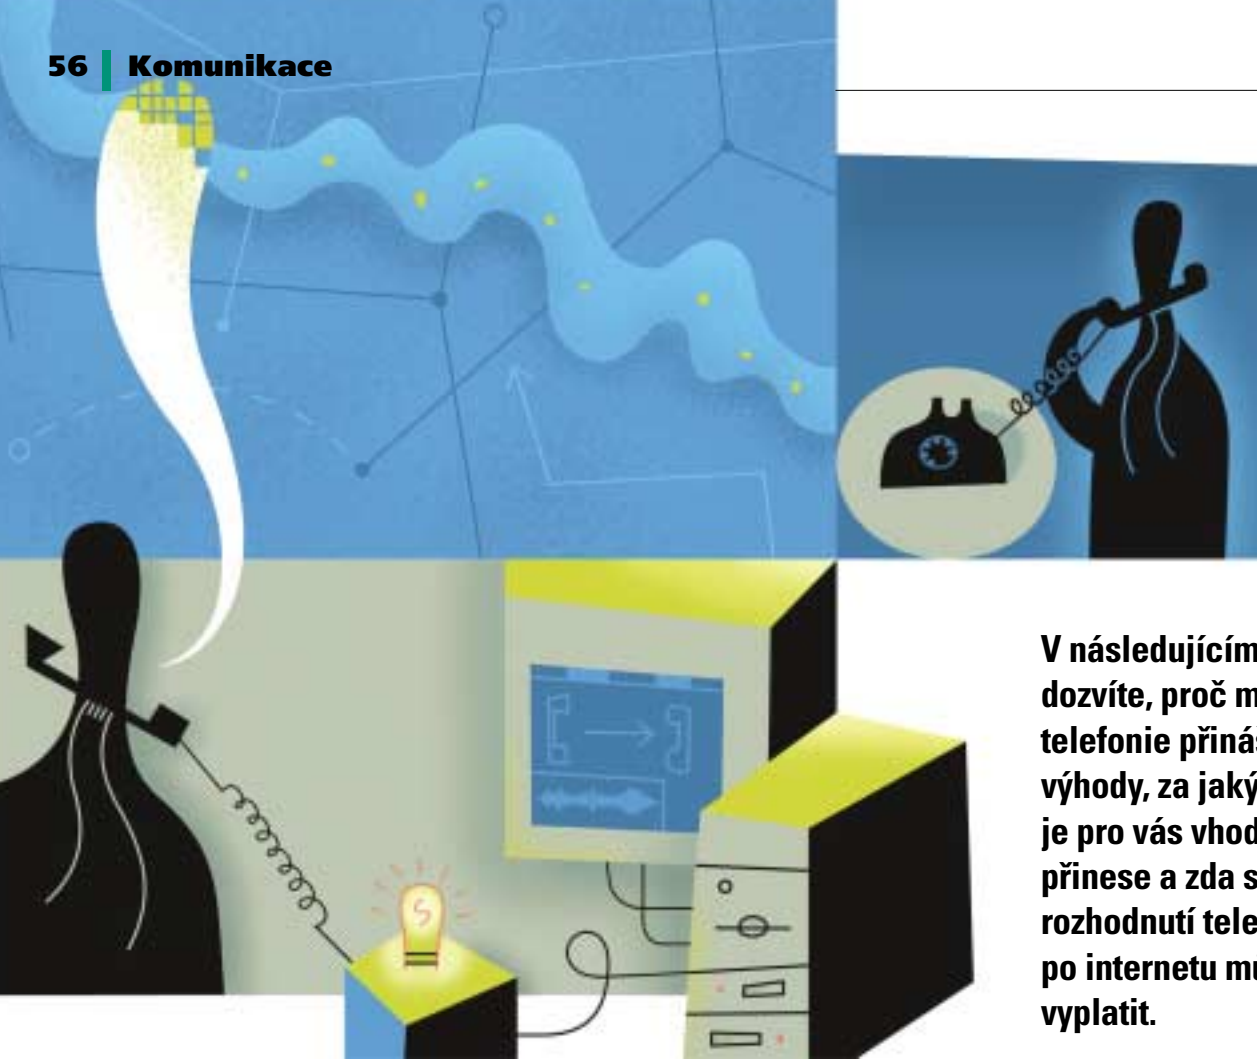 56 Komunikace
V následujícím
dozvíte, proč m
telefonie přináš
výhody, za jaký
je pro vás vhod
přinese a zda s
rozhodnutí tele
po internetu mu
vyplatit.